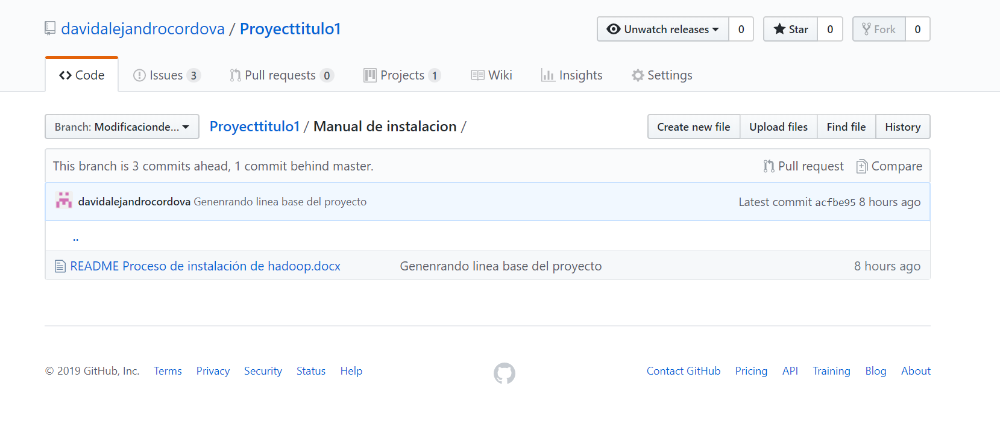 davidalejandrocordova / Proyecttitulo1
Unwatch releases 0 Star 0 Fork 0
Code Issues 3 Pull requests 0 Projects 1 Wiki Insights Settings
Branch: Modificacionde... Proyecttitulo1 / Manual de instalacion /
Create new file Upload files Find file History
This branch is 3 commits ahead, 1 commit behind master. Pull request Compare
davidalejandrocordova Genenrando linea base del proyecto Latest commit acfbe95 8 hours ago
..
README Proceso de instalación de hadoop.docx Genenrando linea base del proyecto 8 hours ago
© 2019 GitHub, Inc. Terms Privacy Security Status Help Contact GitHub Pricing API Training Blog About